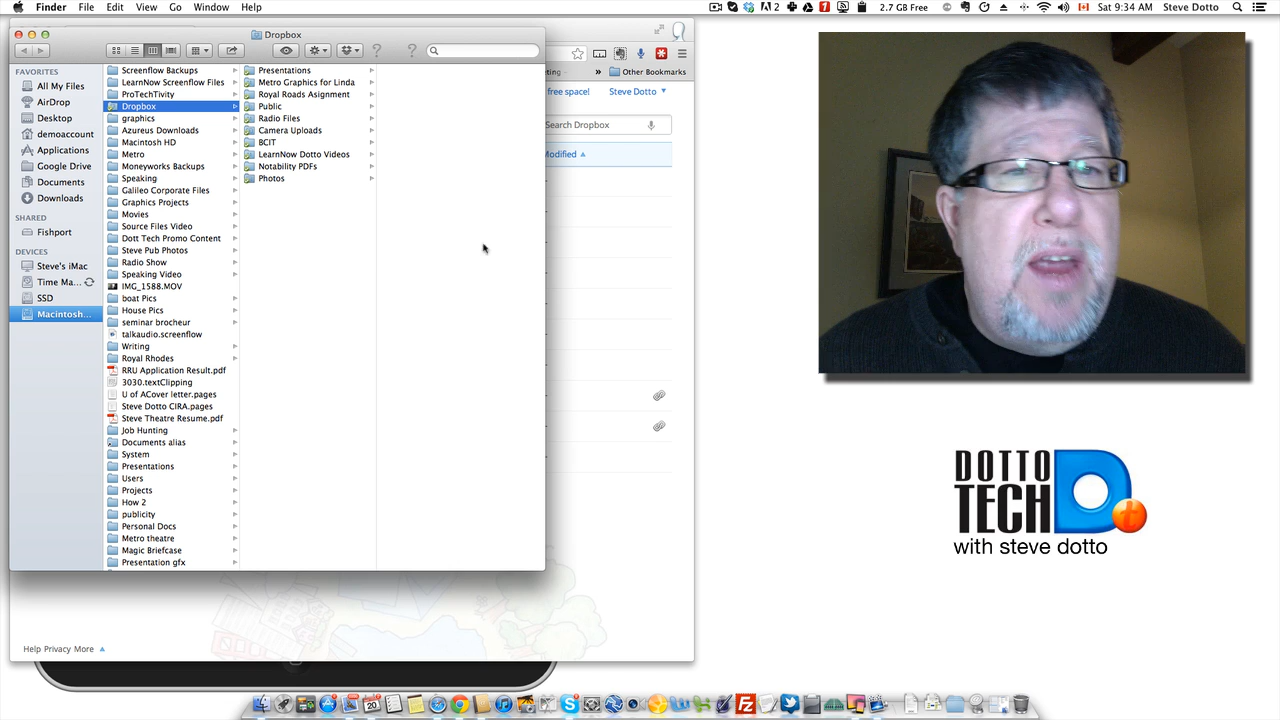 Finder File Edit View Go Window Help
2 1 2.7 GB Free Sat 9:34 AM Steve Dotto
Dropbox
FAVORITES
All My Files
AirDrop
Desktop
demoaccount
Applications
Google Drive
Documents
Downloads
SHARED
Fishport
DEVICES
Steve's iMac
Time Ma...
SSD
Macintosh...
Screenflow Backups
LearnNow Screenflow Files
ProTechTivity
Dropbox
graphics
Azureus Downloads
Macintosh HD
Metro
Moneyworks Backups
Speaking
Galileo Corporate Files
Graphics Projects
Movies
Source Files Video
Dott Tech Promo Content
Steve Pub Photos
Radio Show
Speaking Video
IMG_1588.MOV
boat Pics
House Pics
seminar brocheur
talkaudio.screenflow
Writing
Royal Rhodes
RRU Application Result.pdf
3030.textClipping
U of ACover letter.pages
Steve Dotto CIRA.pages
Steve Theatre Resume.pdf
Job Hunting
Documents alias
System
Presentations
Users
Projects
How 2
publicity
Personal Docs
Metro theatre
Magic Briefcase
Presentation gfx
Presentations
Metro Graphics for Linda
Royal Roads Asignment
Public
Radio Files
Camera Uploads
BCIT
LearnNow Dotto Videos
Notability PDFs
Photos
eting » Other Bookmarks
free space! Steve Dotto
Search Dropbox
Modified
Help Privacy More
DOTTO
TECH
with steve dotto
20
FZ